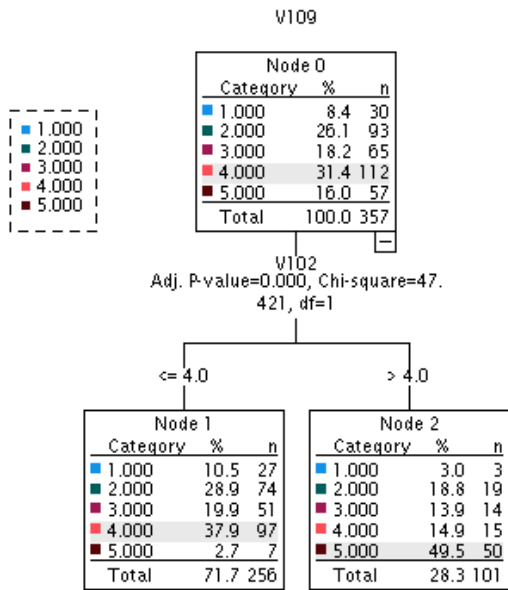 V109
Node 0
Category % n
1.000 8.4 30
2.000 26.1 93
3.000 18.2 65
4.000 31.4 112
5.000 16.0 57
Total 100.0 357
1.000
2.000
3.000
4.000
5.000
V102
Adj. P-value=0.000, Chi-square=47.
421, df=1
<= 4.0
> 4.0
Node 1
Category % n
1.000 10.5 27
2.000 28.9 74
3.000 19.9 51
4.000 37.9 97
5.000 2.7 7
Total 71.7 256
Node 2
Category % n
1.000 3.0 3
2.000 18.8 19
3.000 13.9 14
4.000 14.9 15
5.000 49.5 50
Total 28.3 101